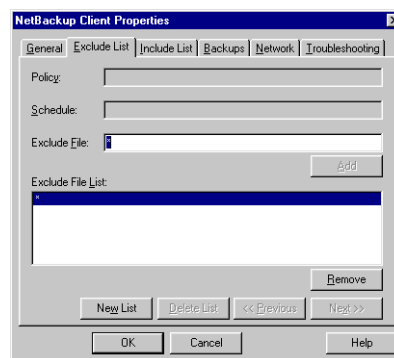 NetBackup Client Properties
General Exclude List Include List Backups Network Troubleshooting
Policy:
Schedule:
Exclude File: *
Add
Exclude File List:
*
Remove
New List Delete List << Previous Next >>
OK Cancel Help